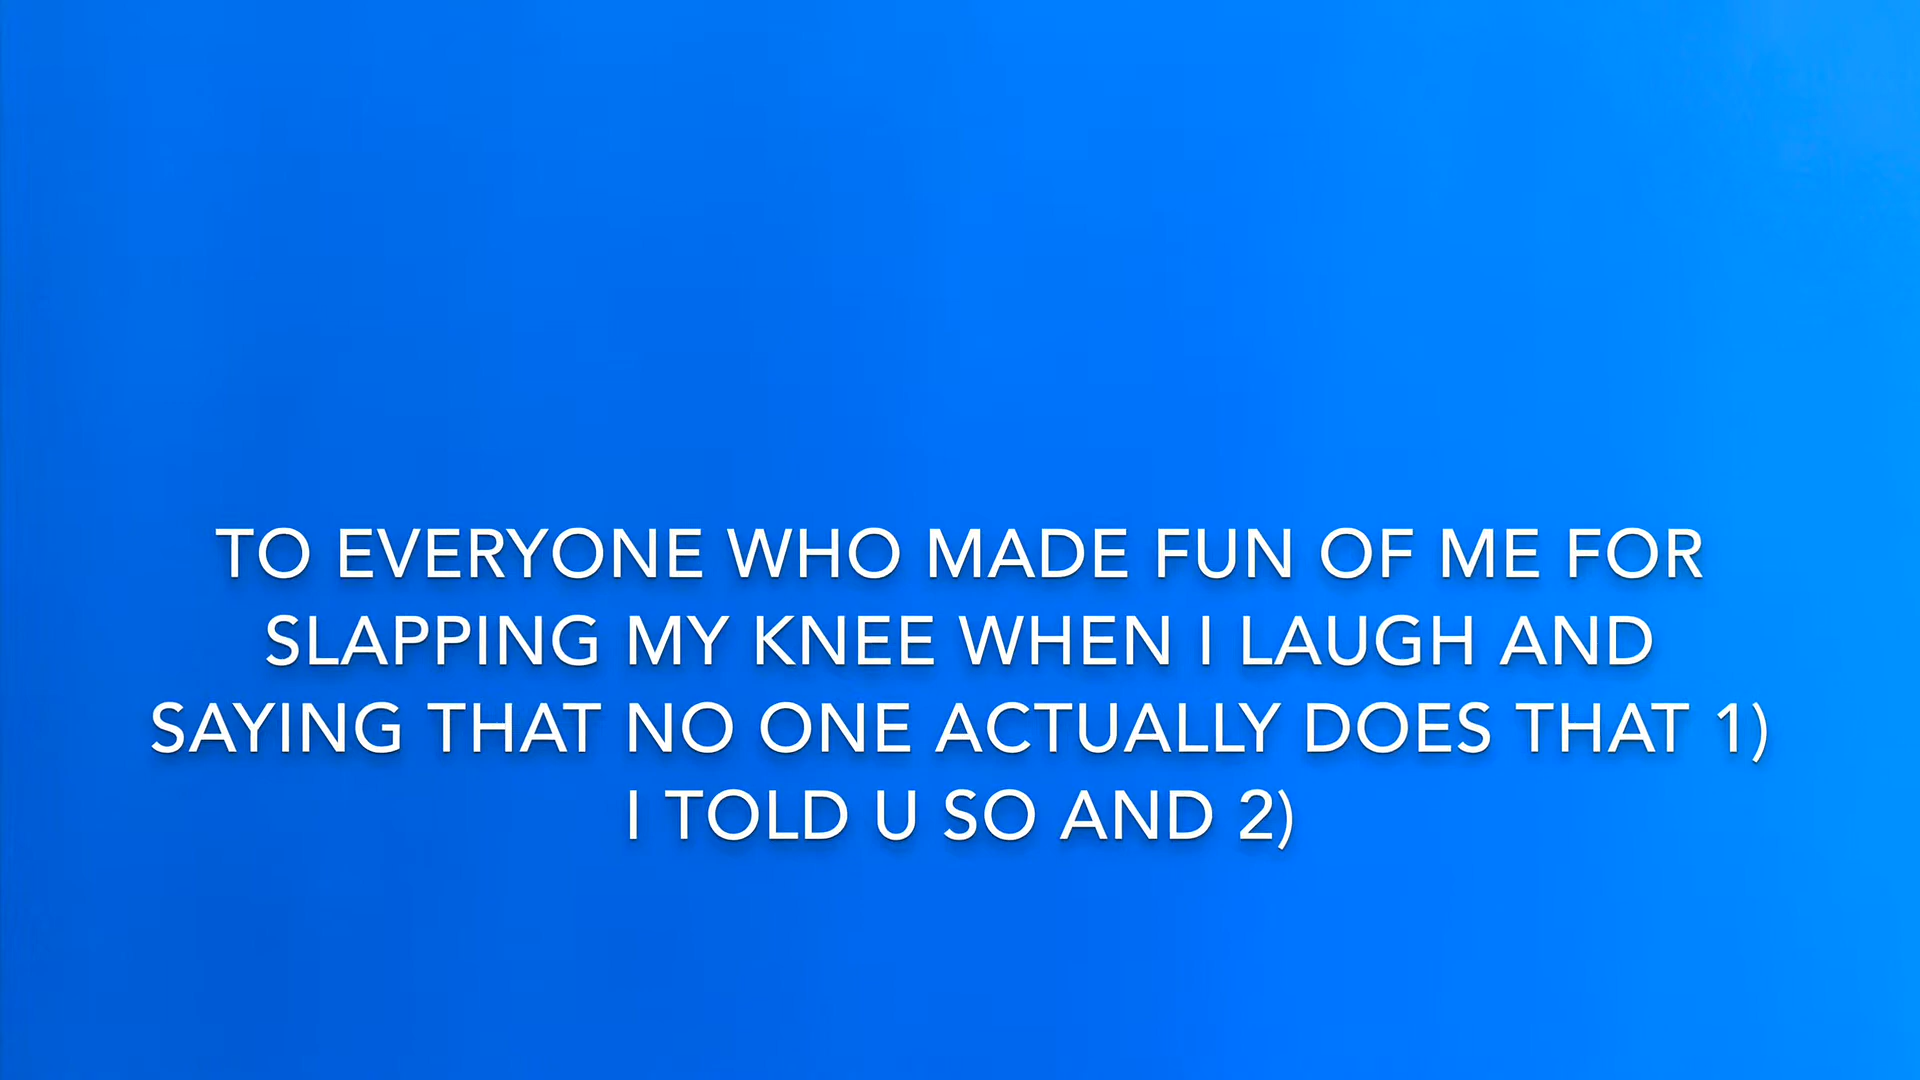 TO EVERYONE WHO MADE FUN OF ME FOR
SLAPPING MY KNEE WHEN I LAUGH AND
SAYING THAT NO ONE ACTUALLY DOES THAT 1)
I TOLD U SO AND 2)